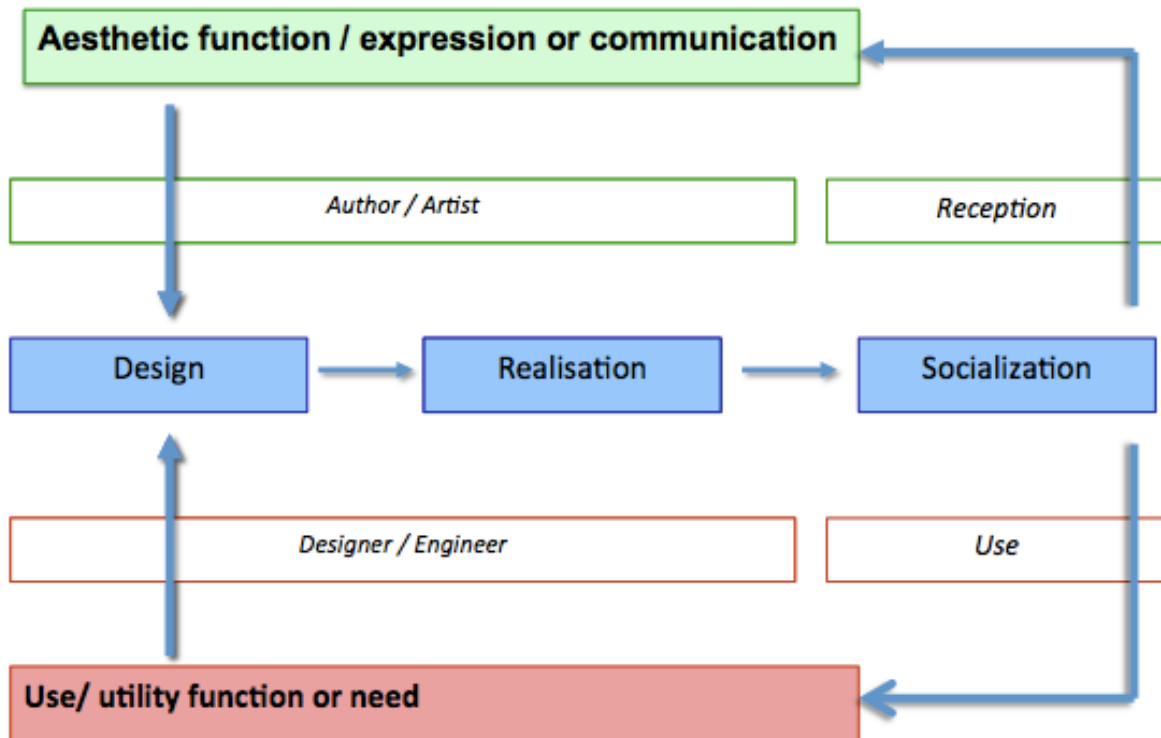 Aesthetic function / expression or communication
Author / Artist
Reception
Design
Realisation
Socialization
Designer / Engineer
Use
Use/ utility function or need